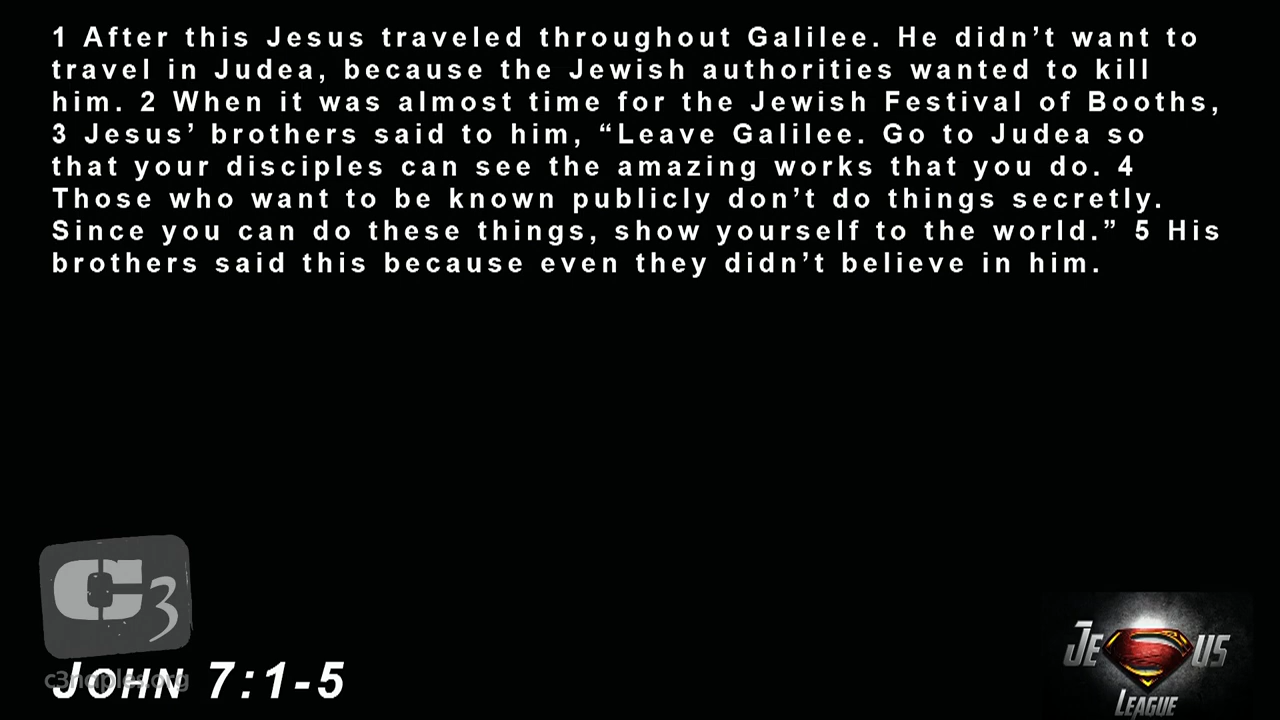 1 After this Jesus traveled throughout Galilee. He didn’t want to
travel in Judea, because the Jewish authorities wanted to kill
him. 2 When it was almost time for the Jewish Festival of Booths,
3 Jesus’ brothers said to him, “Leave Galilee. Go to Judea so
that your disciples can see the amazing works that you do. 4
Those who want to be known publicly don’t do things secretly.
Since you can do these things, show yourself to the world.” 5 His
brothers said this because even they didn’t believe in him.
C3
c3naples.org
John 7:1-5
JeSus
League